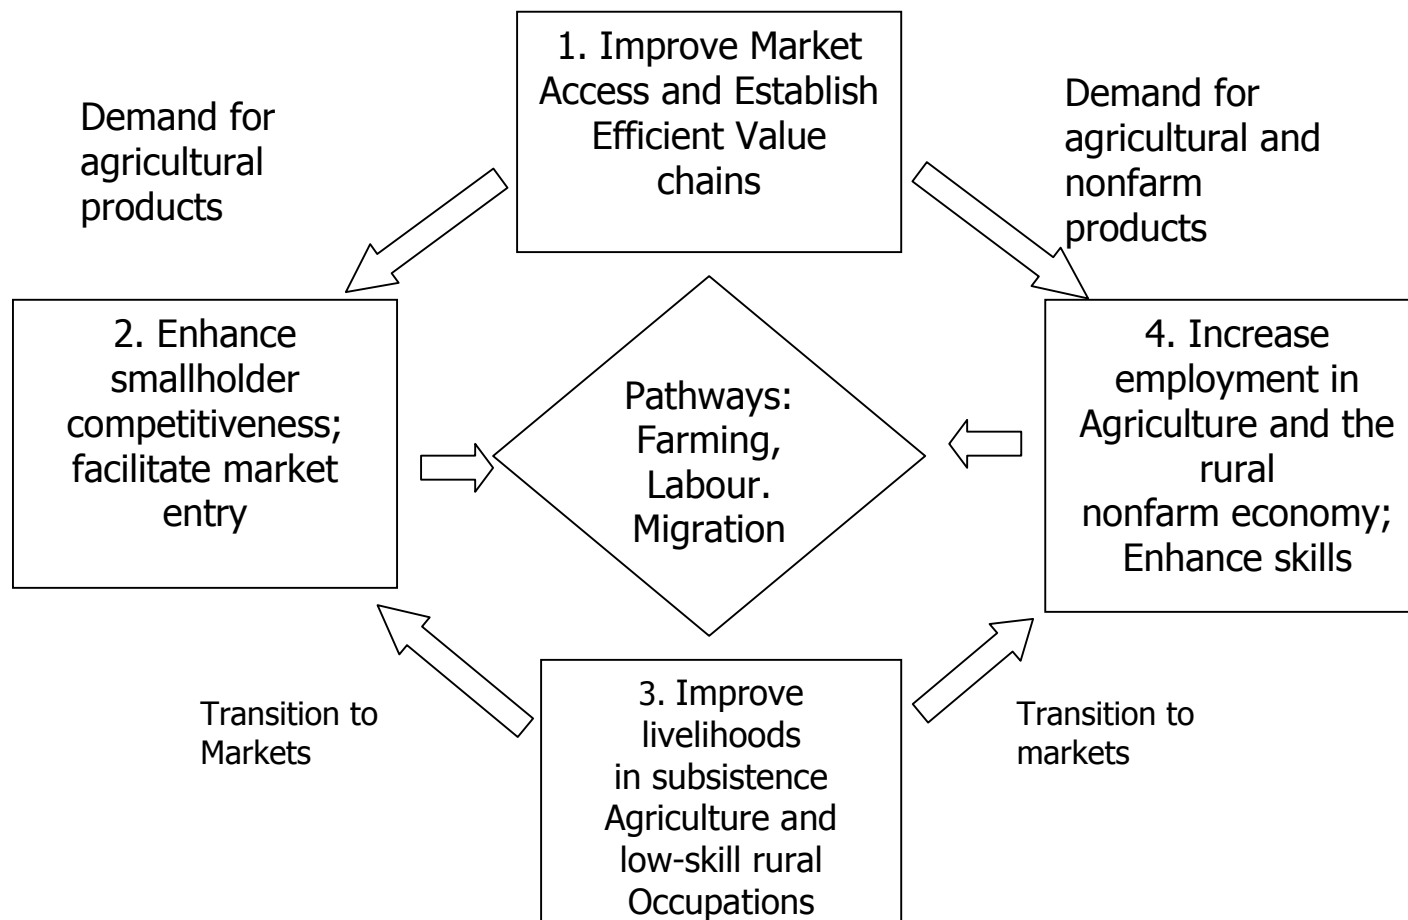 1. Improve Market
Access and Establish
Efficient Value
chains
Demand for
agricultural
products
Demand for
agricultural and
nonfarm
products
2. Enhance
smallholder
competitiveness;
facilitate market
entry
Pathways:
Farming,
Labour.
Migration
4. Increase
employment in
Agriculture and the
rural
nonfarm economy;
Enhance skills
Transition to
Markets
3. Improve
livelihoods
in subsistence
Agriculture and
low-skill rural
Occupations
Transition to
markets